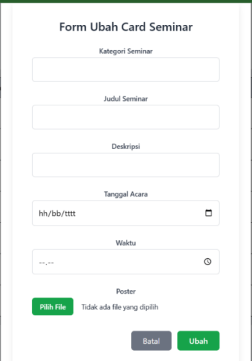 Form Ubah Card Seminar
Kategori Seminar
Judul Seminar
Deskripsi
Tanggal Acara
hh/bb/tttt
Waktu
--.--
Poster
Pilih File Tidak ada file yang dipilih
Batal Ubah